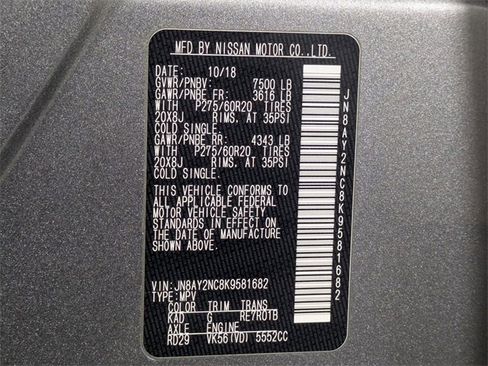 MFD BY NISSAN MOTOR CO.,LTD.
DATE: 10/18
GVWR/PNBV: 7500 LB
GAWR/PNBE FR: 3616 LB
WITH P275/60R20 TIRES
20X8J RIMS. AT 35PSI
COLD SINGLE.
GAWR/PNBE RR: 4343 LB
WITH P275/60R20 TIRES
20X8J RIMS. AT 35PSI
COLD SINGLE.
THIS VEHICLE CONFORMS TO
ALL APPLICABLE FEDERAL
MOTOR VEHICLE SAFETY
STANDARDS IN EFFECT ON THE
DATE OF MANUFACTURE
SHOWN ABOVE.
VIN:JN8AY2NC8K9581682
TYPE:MPV
COLOR TRIM TRANS
KAD G RE7R01B
AXLE ENGINE
RD29 VK56(VD) 5552CC
JN8AY2NC8K9581682